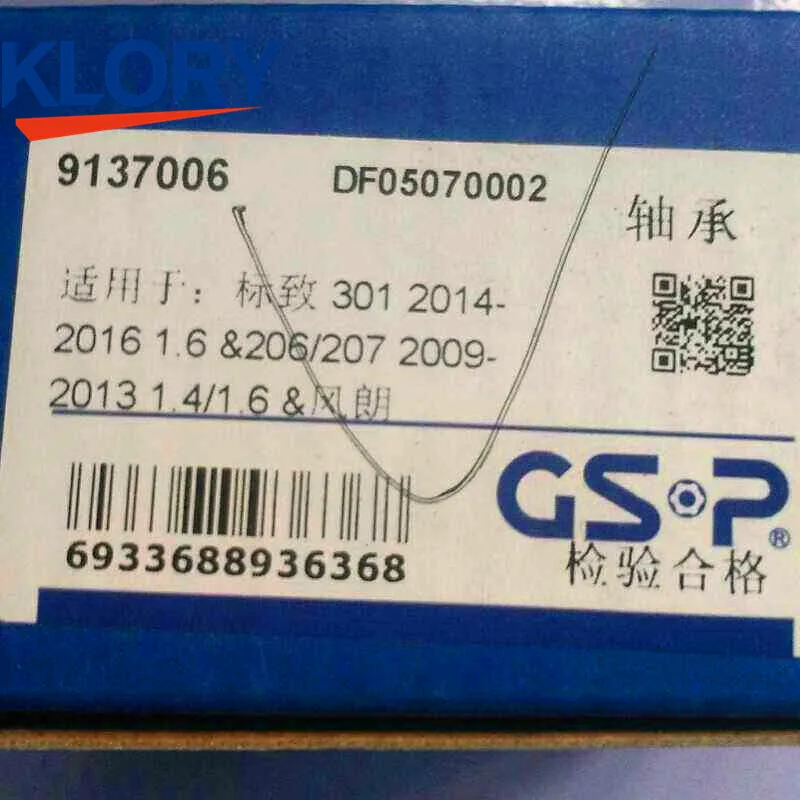 KLORY
9137006 DF05070002
轴承
适用于: 标致 301 2014-
2016 1.6 &206/207 2009-
2013 1.4/1.6 &风朗
GSP®
6933688936368
检验合格